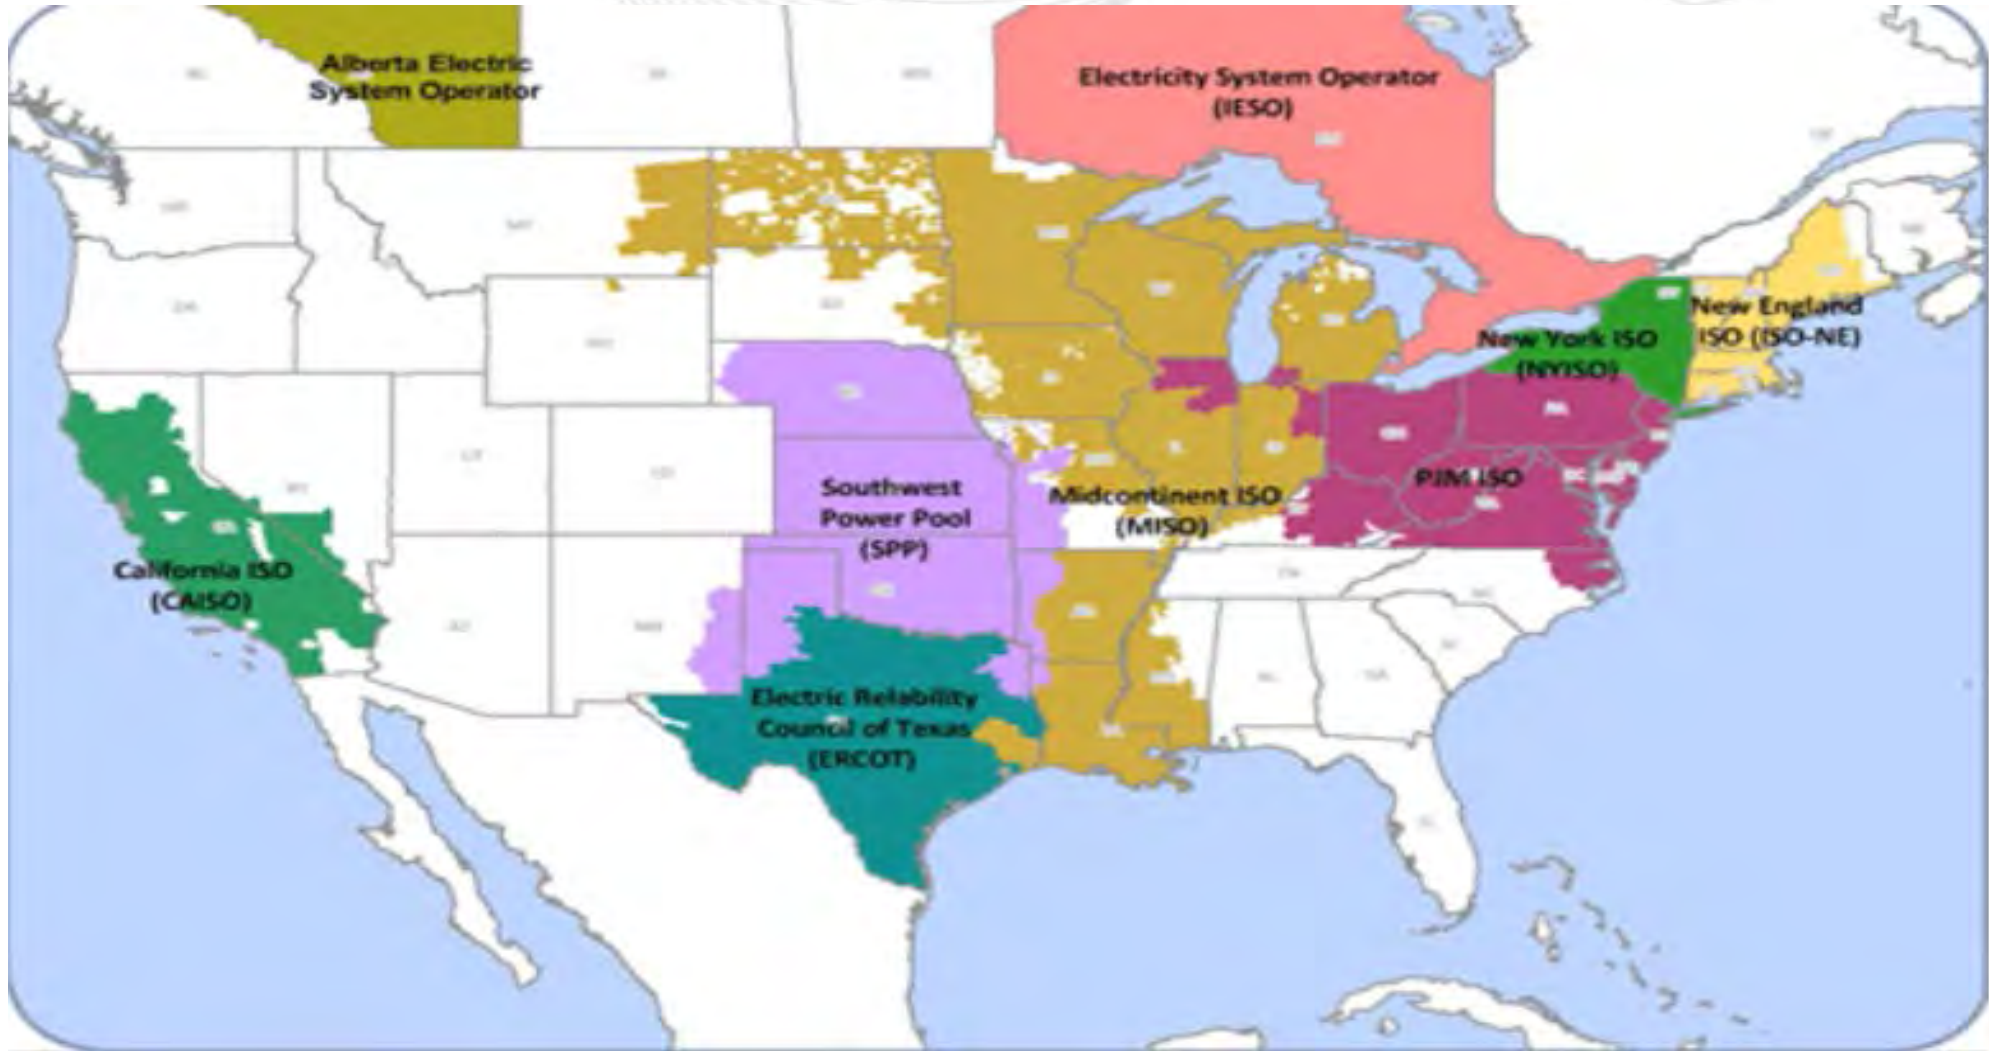 Alberta Electric
System Operator
Electricity System Operator
(IESO)
New England
ISO (ISO-NE)
New York ISO
(NYISO)
PJM ISO
Southwest
Power Pool
(SPP)
Midcontinent ISO
(MISO)
California ISO
(CAISO)
Electric Relability
Council of Texas
(ERCOT)